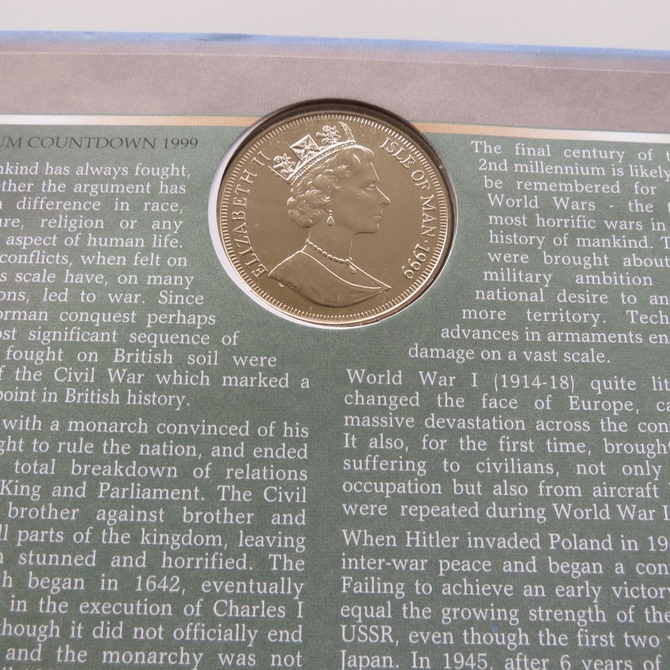 UM COUNTDOWN 1999
nkind has always fought,
ether the argument has
difference in race,
ure, religion or any
aspect of human life.
conflicts, when felt on
s scale have, on many
ons, led to war. Since
orman conquest perhaps
ost significant sequence of
fought on British soil were
f the Civil War which marked a
point in British history.
with a monarch convinced of his
ght to rule the nation, and ended
total breakdown of relations
King and Parliament. The Civil
brother against brother and
ll parts of the kingdom, leaving
stunned and horrified. The
ch began in 1642, eventually
in the execution of Charles I
though it did not officially end
and the monarchy was not
ELIZABETH II
ISLE OF MAN · 1999
The final century of
2nd millennium is likely
be remembered for
World Wars - the
most horrific wars in
history of mankind. T
were brought about
military ambition
national desire to an
more territory. Tech
advances in armaments en
damage on a vast scale.
World War I (1914-18) quite lit
changed the face of Europe, ca
massive devastation across the con
It also, for the first time, brough
suffering to civilians, not only
occupation but also from aircraft
were repeated during World War I
When Hitler invaded Poland in 19
inter-war peace and began a con
Failing to achieve an early victor
equal the growing strength of the
USSR, even though the first two
Japan. In 1945, after 6 years of